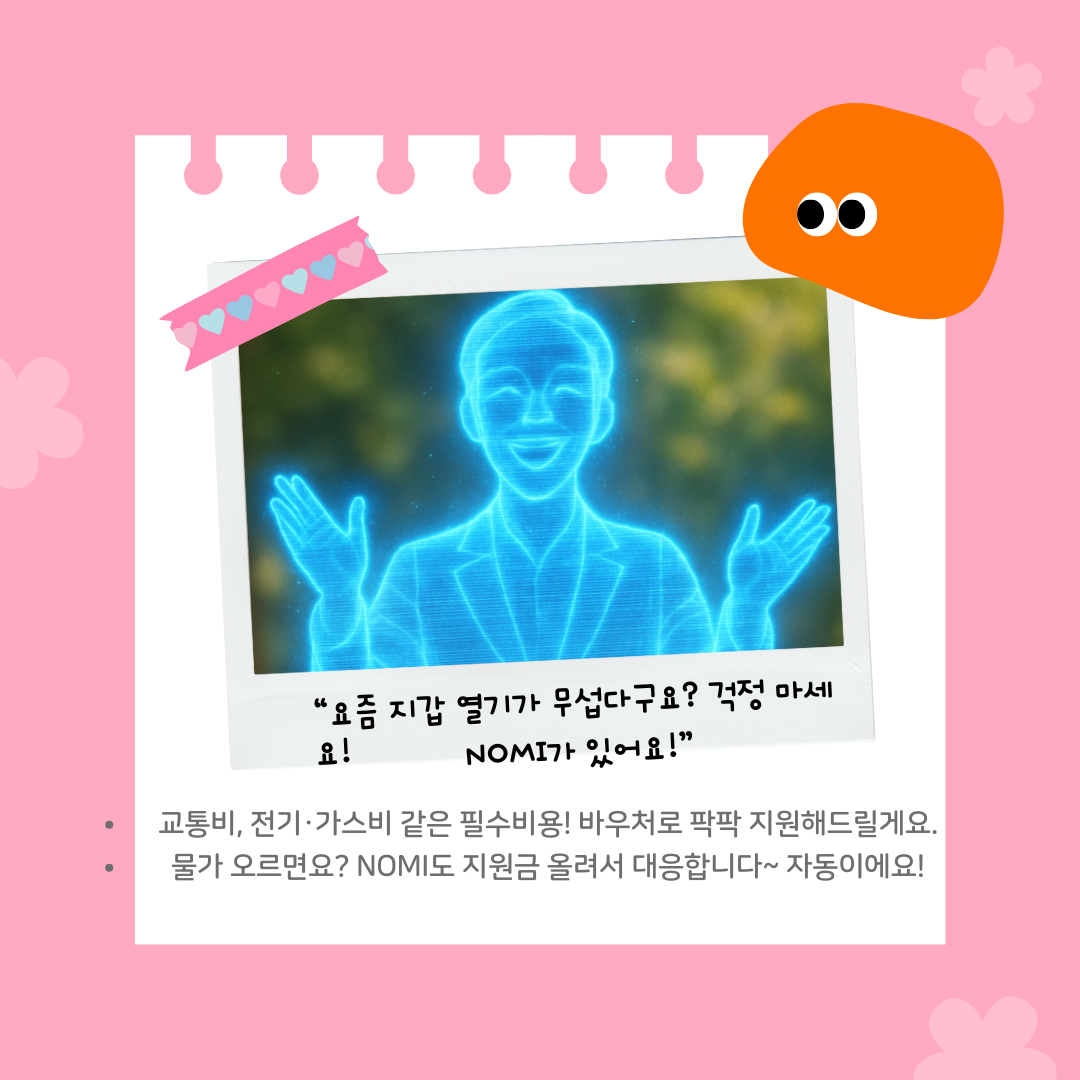 “요즘 지갑 열기가 무섭다구요? 걱정 마세
요! NOMI가 있어요!”
• 교통비, 전기·가스비 같은 필수비용! 바우처로 팍팍 지원해드릴게요.
• 물가 오르면요? NOMI도 지원금 올려서 대응합니다~ 자동이에요!